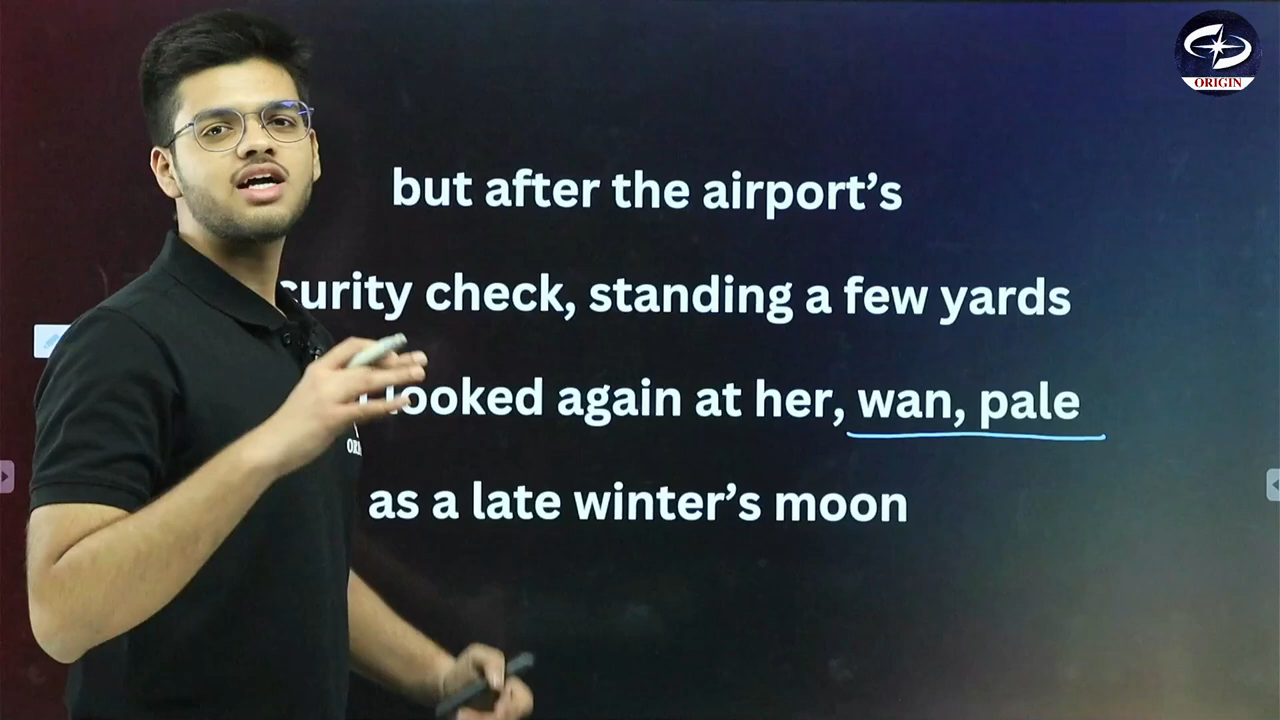 ORIGIN
but after the airport’s
curity check, standing a few yards
looked again at her, wan, pale
as a late winter’s moon